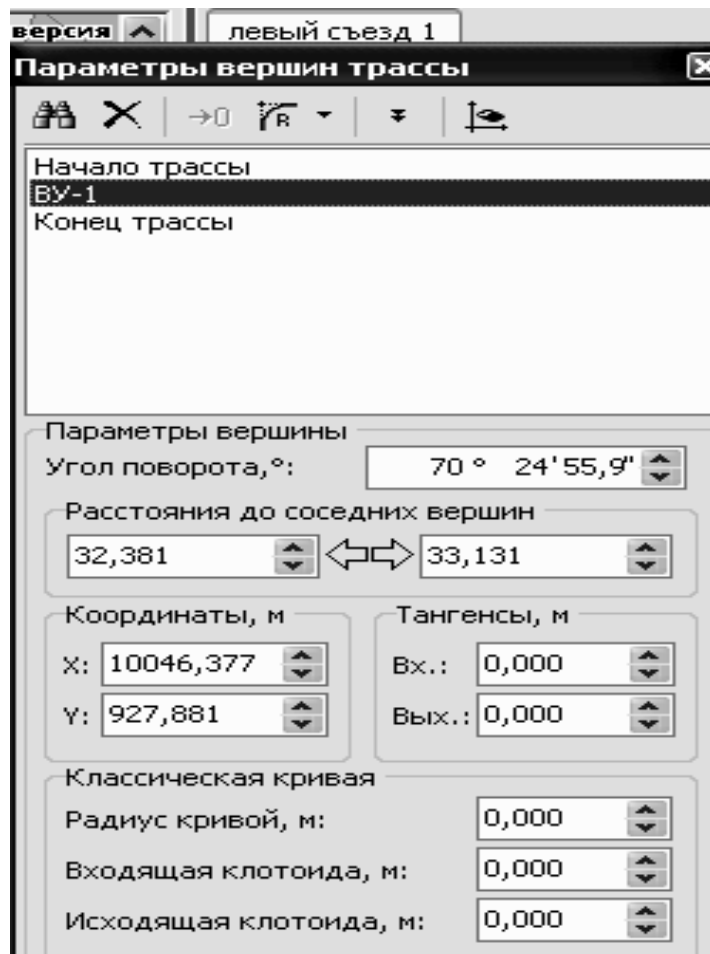 версия левый съезд 1
Параметры вершин трассы
→0 R
Начало трассы
ВУ-1
Конец трассы
Параметры вершины
Угол поворота,°: 70 ° 24'55,9"
Расстояния до соседних вершин
32,381 33,131
Координаты, м Тангенсы, м
X: 10046,377 Вх.: 0,000
Y: 927,881 Вых.: 0,000
Классическая кривая
Радиус кривой, м: 0,000
Входящая клотоида, м: 0,000
Исходящая клотоида, м: 0,000